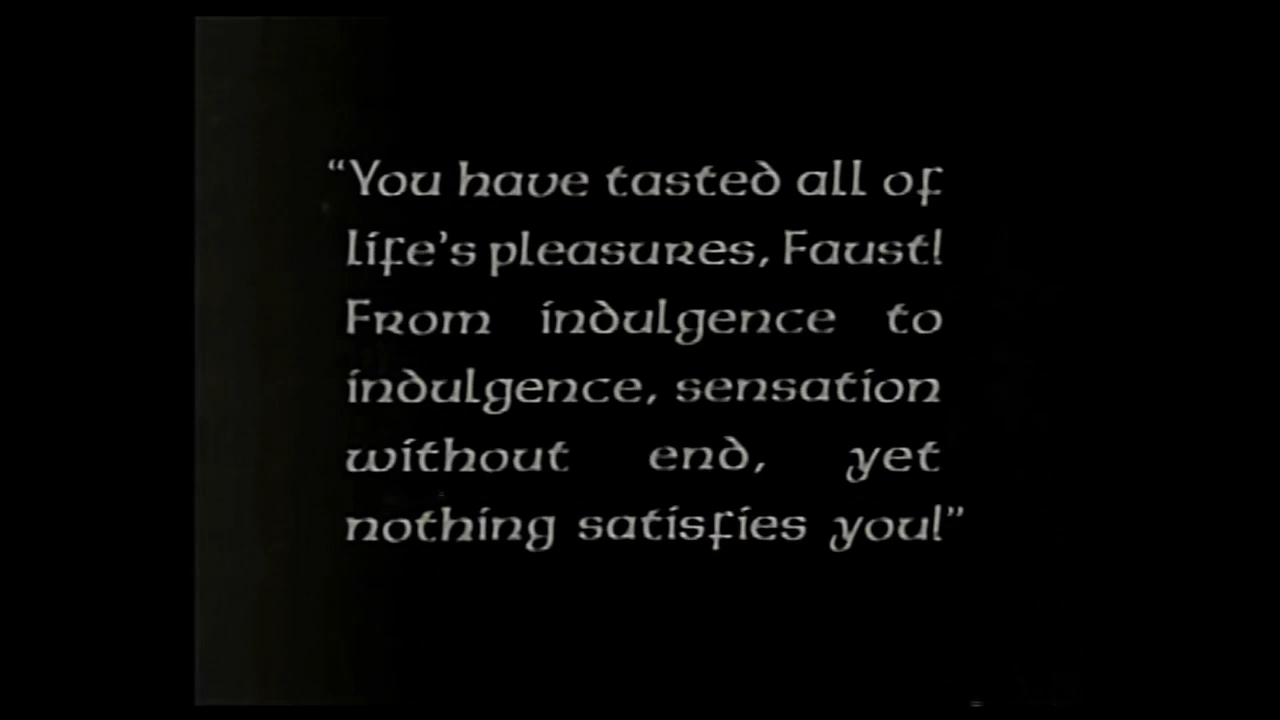 “You have tasted all of
life’s pleasures, Faust!
From indulgence to
indulgence, sensation
without end, yet
nothing satisfies you!”